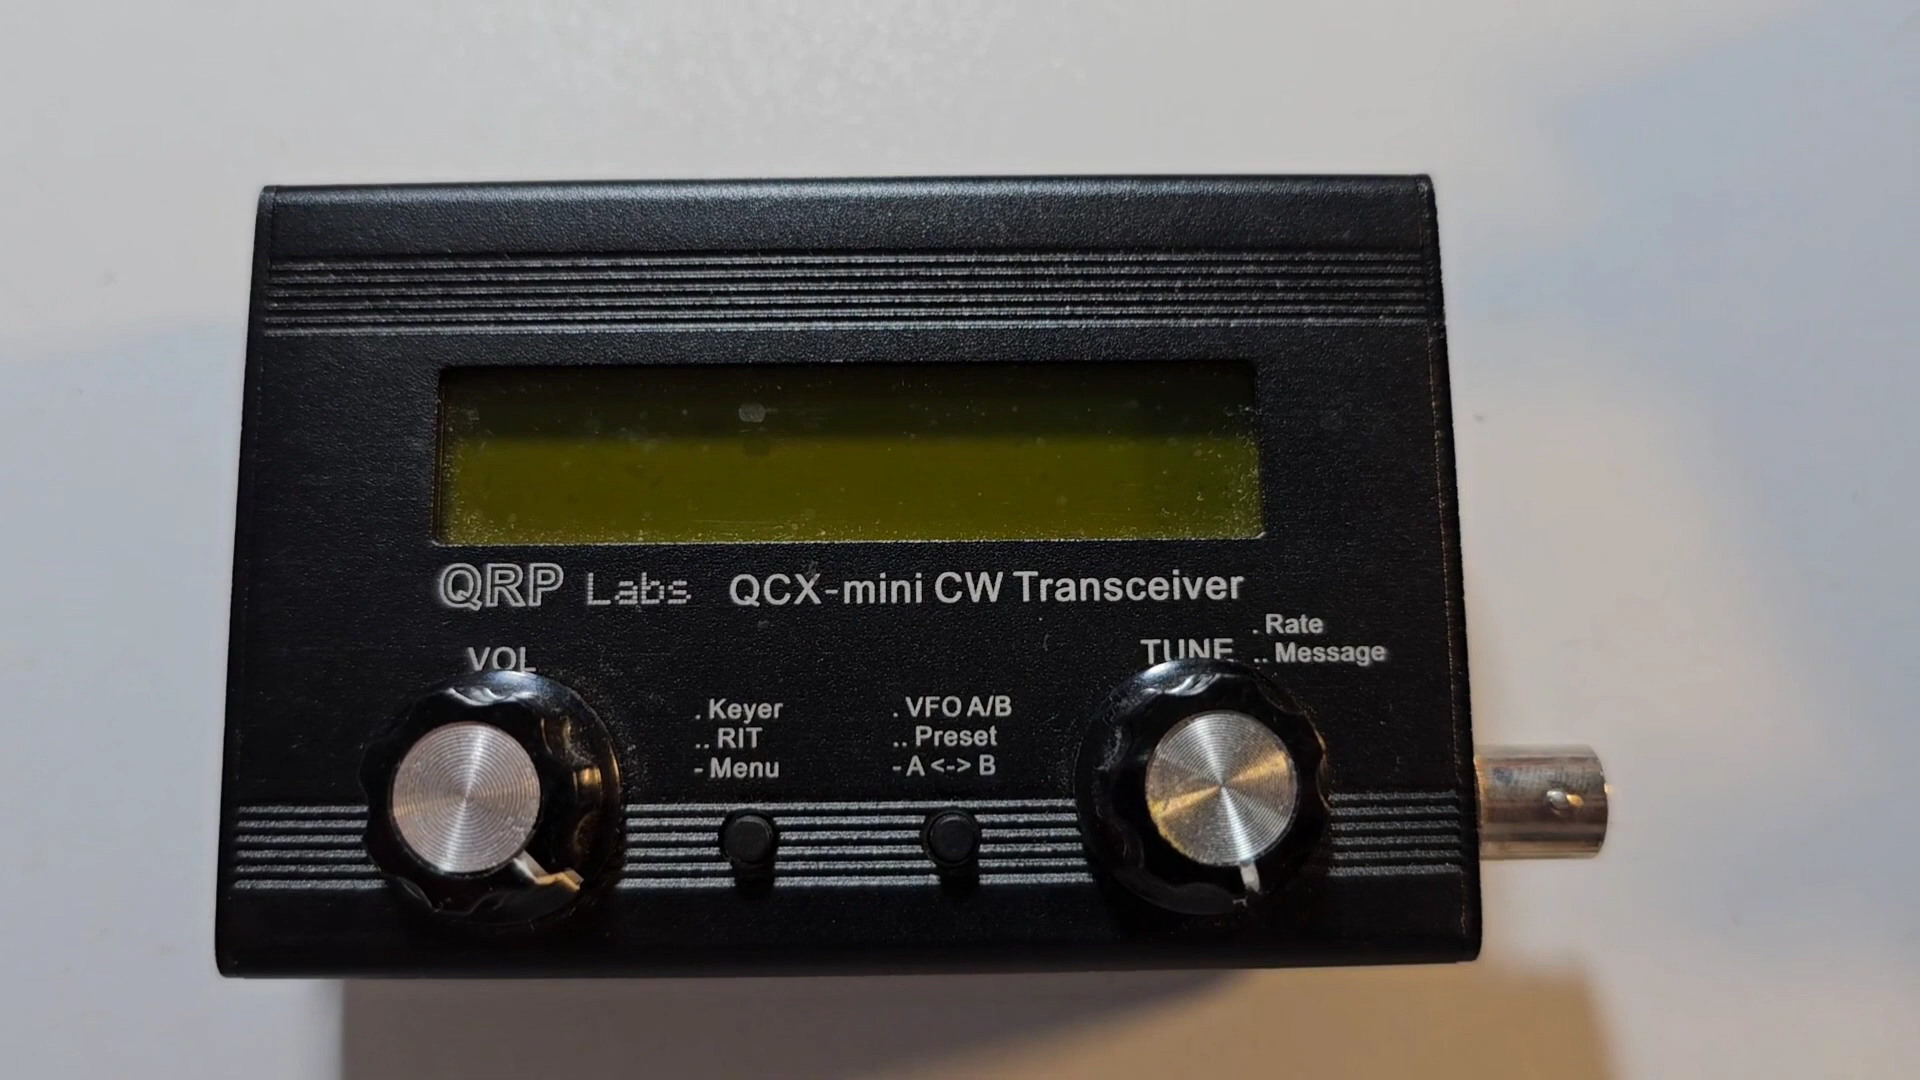 QRP Labs QCX-mini CW Transceiver
VOL
TUNE
. Rate
.. Message
. Keyer
.. RIT
- Menu
. VFO A/B
.. Preset
- A <-> B